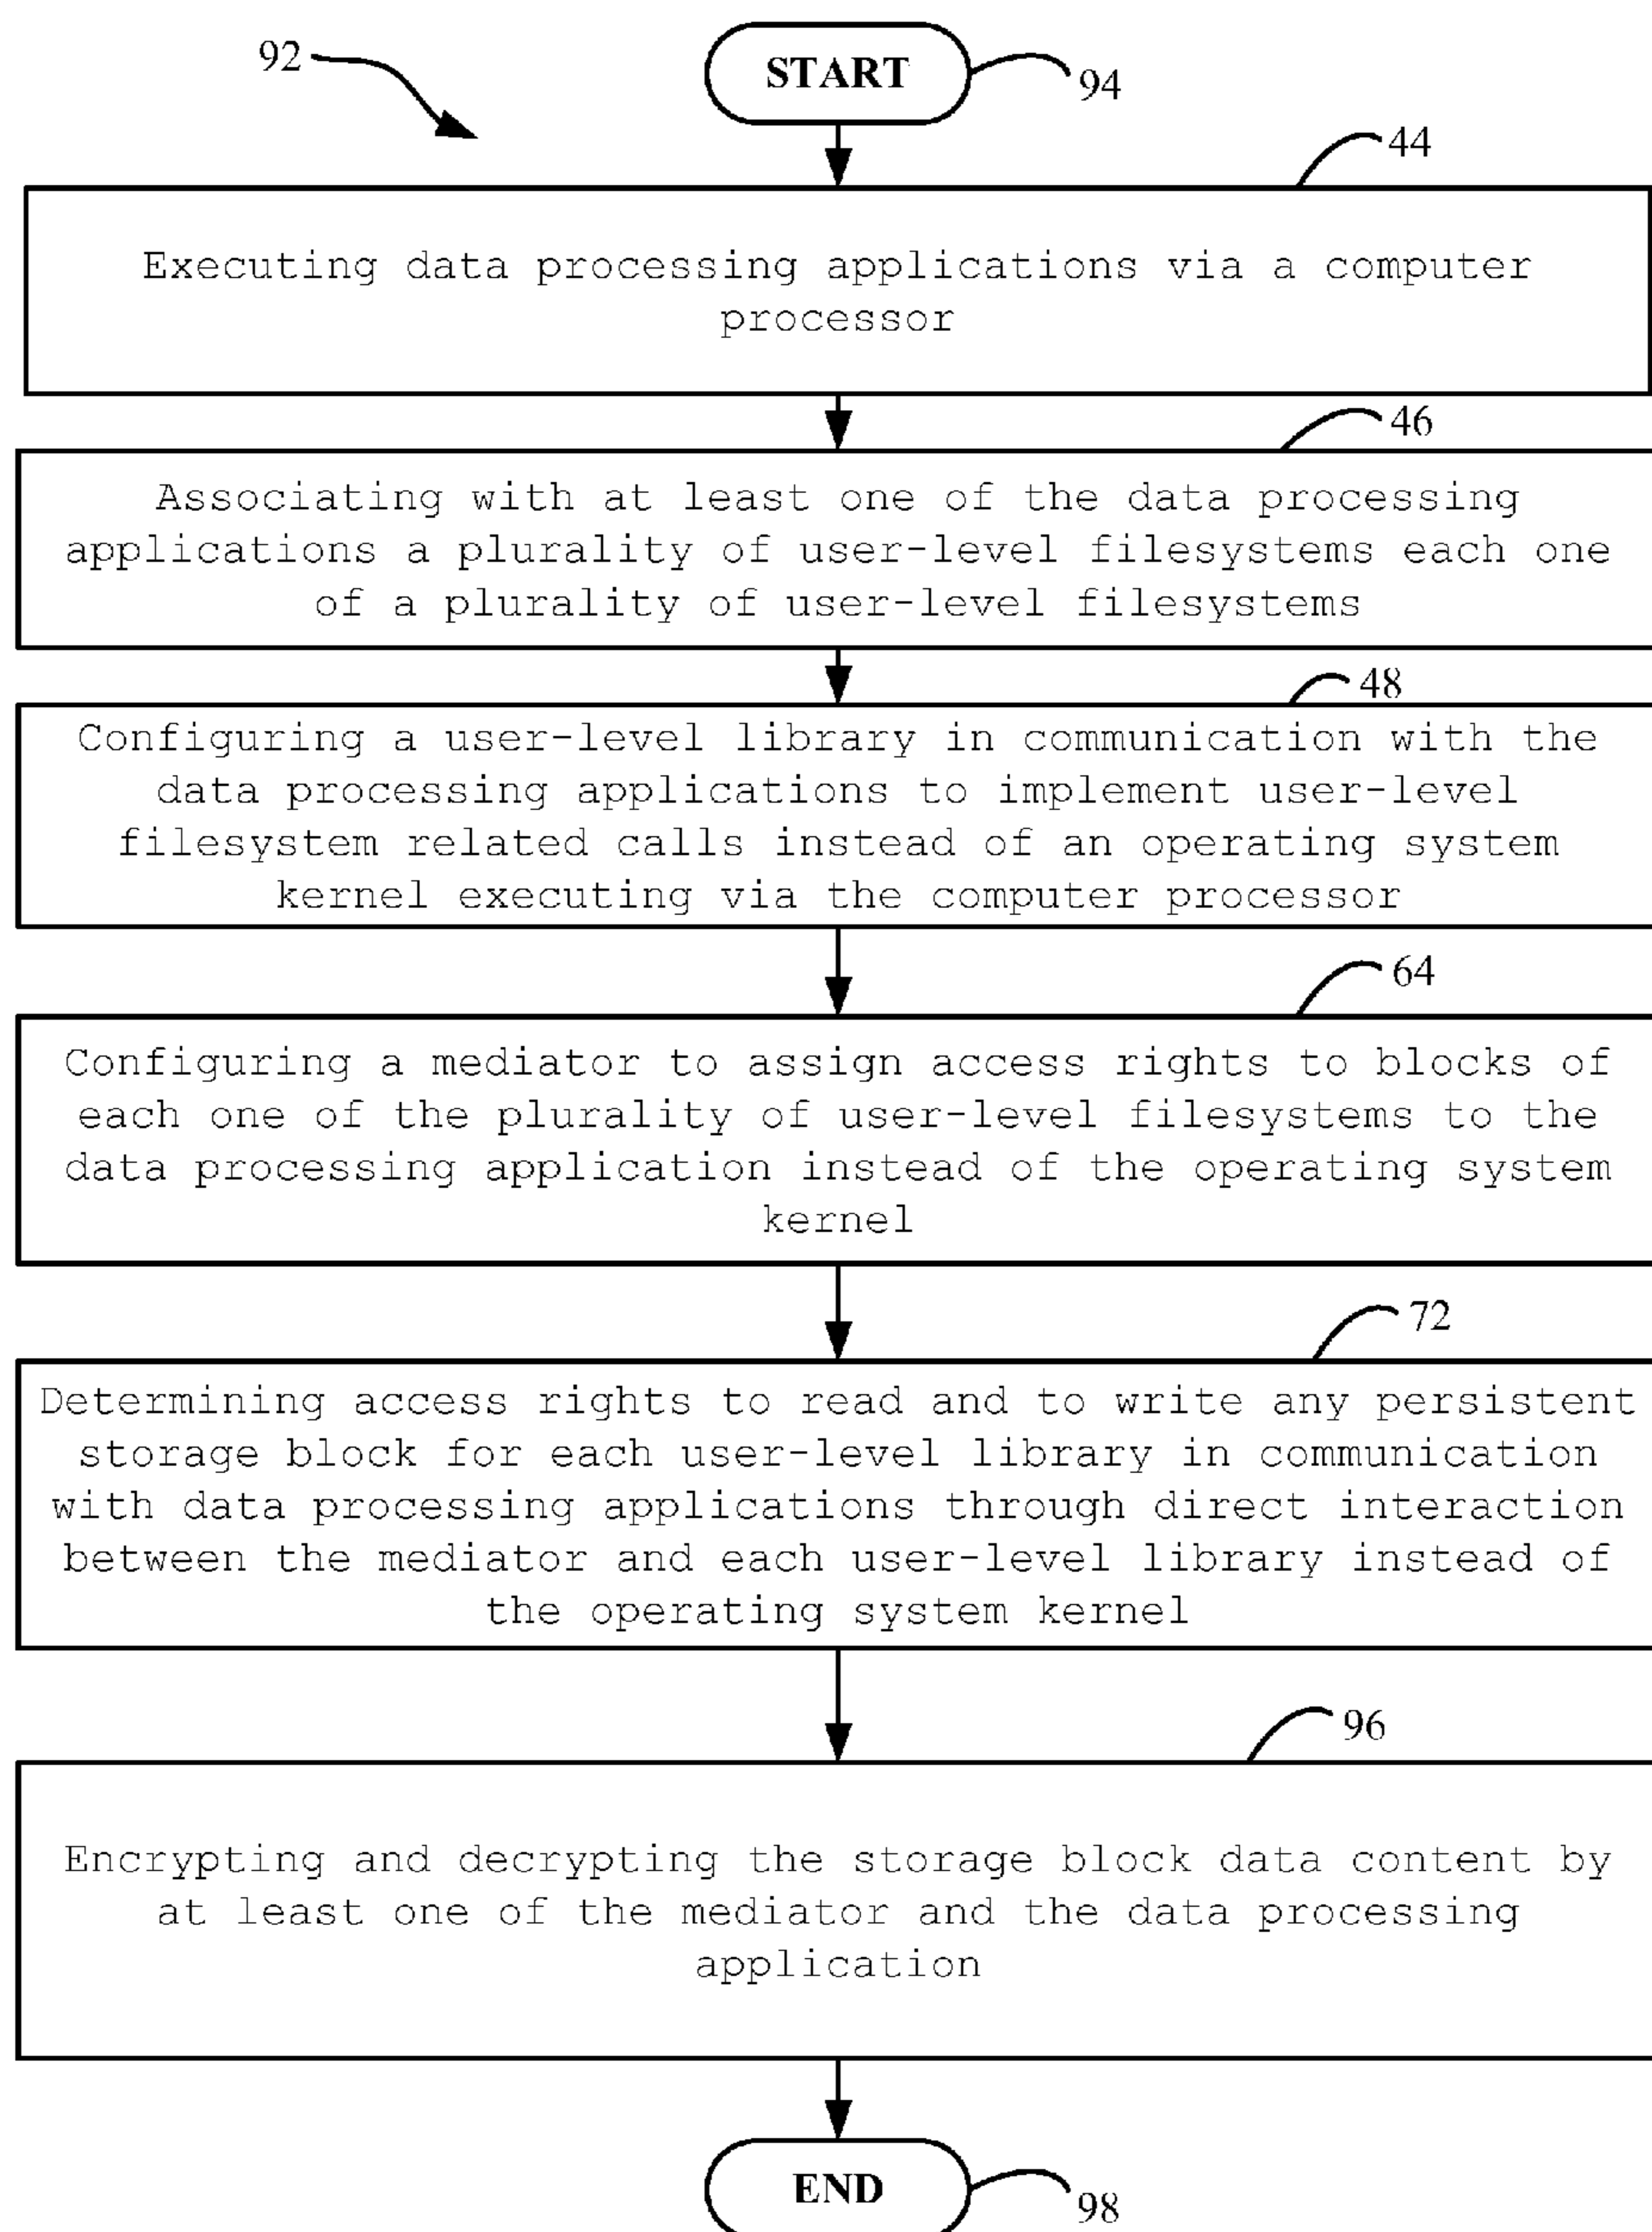 92
START
94
44
Executing data processing applications via a computer
processor
46
Associating with at least one of the data processing
applications a plurality of user-level filesystems each one
of a plurality of user-level filesystems
48
Configuring a user-level library in communication with the
data processing applications to implement user-level
filesystem related calls instead of an operating system
kernel executing via the computer processor
64
Configuring a mediator to assign access rights to blocks of
each one of the plurality of user-level filesystems to the
data processing application instead of the operating system
kernel
72
Determining access rights to read and to write any persistent
storage block for each user-level library in communication
with data processing applications through direct interaction
between the mediator and each user-level library instead of
the operating system kernel
96
Encrypting and decrypting the storage block data content by
at least one of the mediator and the data processing
application
END
98